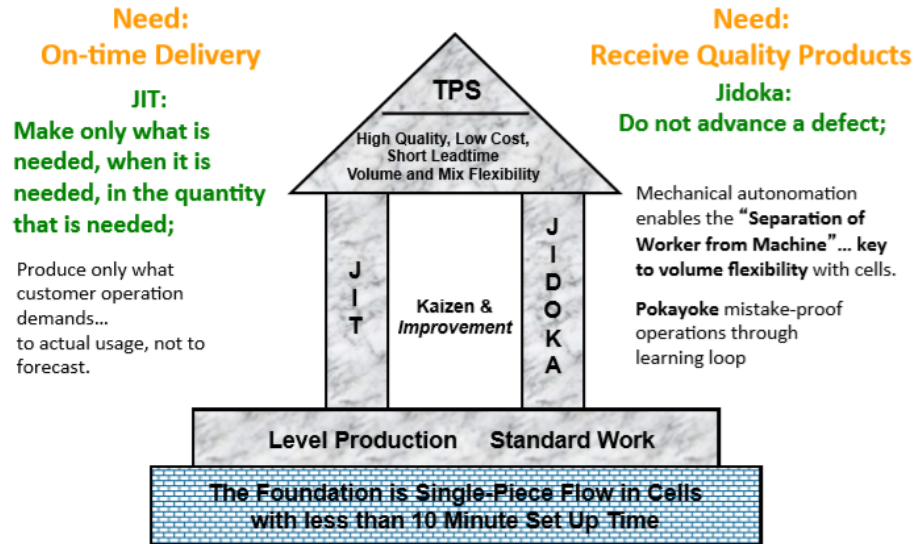 Need:
On-time Delivery
JIT:
Make only what is
needed, when it is
needed, in the quantity
that is needed;
Produce only what
customer operation
demands...
to actual usage, not to
forecast.
TPS
High Quality, Low Cost,
Short Leadtime
Volume and Mix Flexibility
JIT
Kaizen &
Improvement
JIDOKA
Level Production Standard Work
The Foundation is Single-Piece Flow in Cells
with less than 10 Minute Set Up Time
Need:
Receive Quality Products
Jidoka:
Do not advance a defect;
Mechanical autonomation
enables the “Separation of
Worker from Machine”... key
to volume flexibility with cells.
Pokayoke mistake-proof
operations through
learning loop